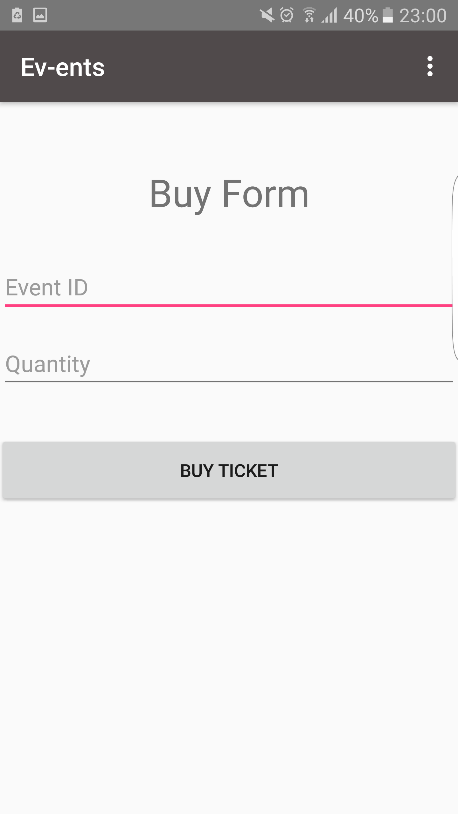 40% 23:00
Ev-ents
Buy Form
Event ID
Quantity
BUY TICKET